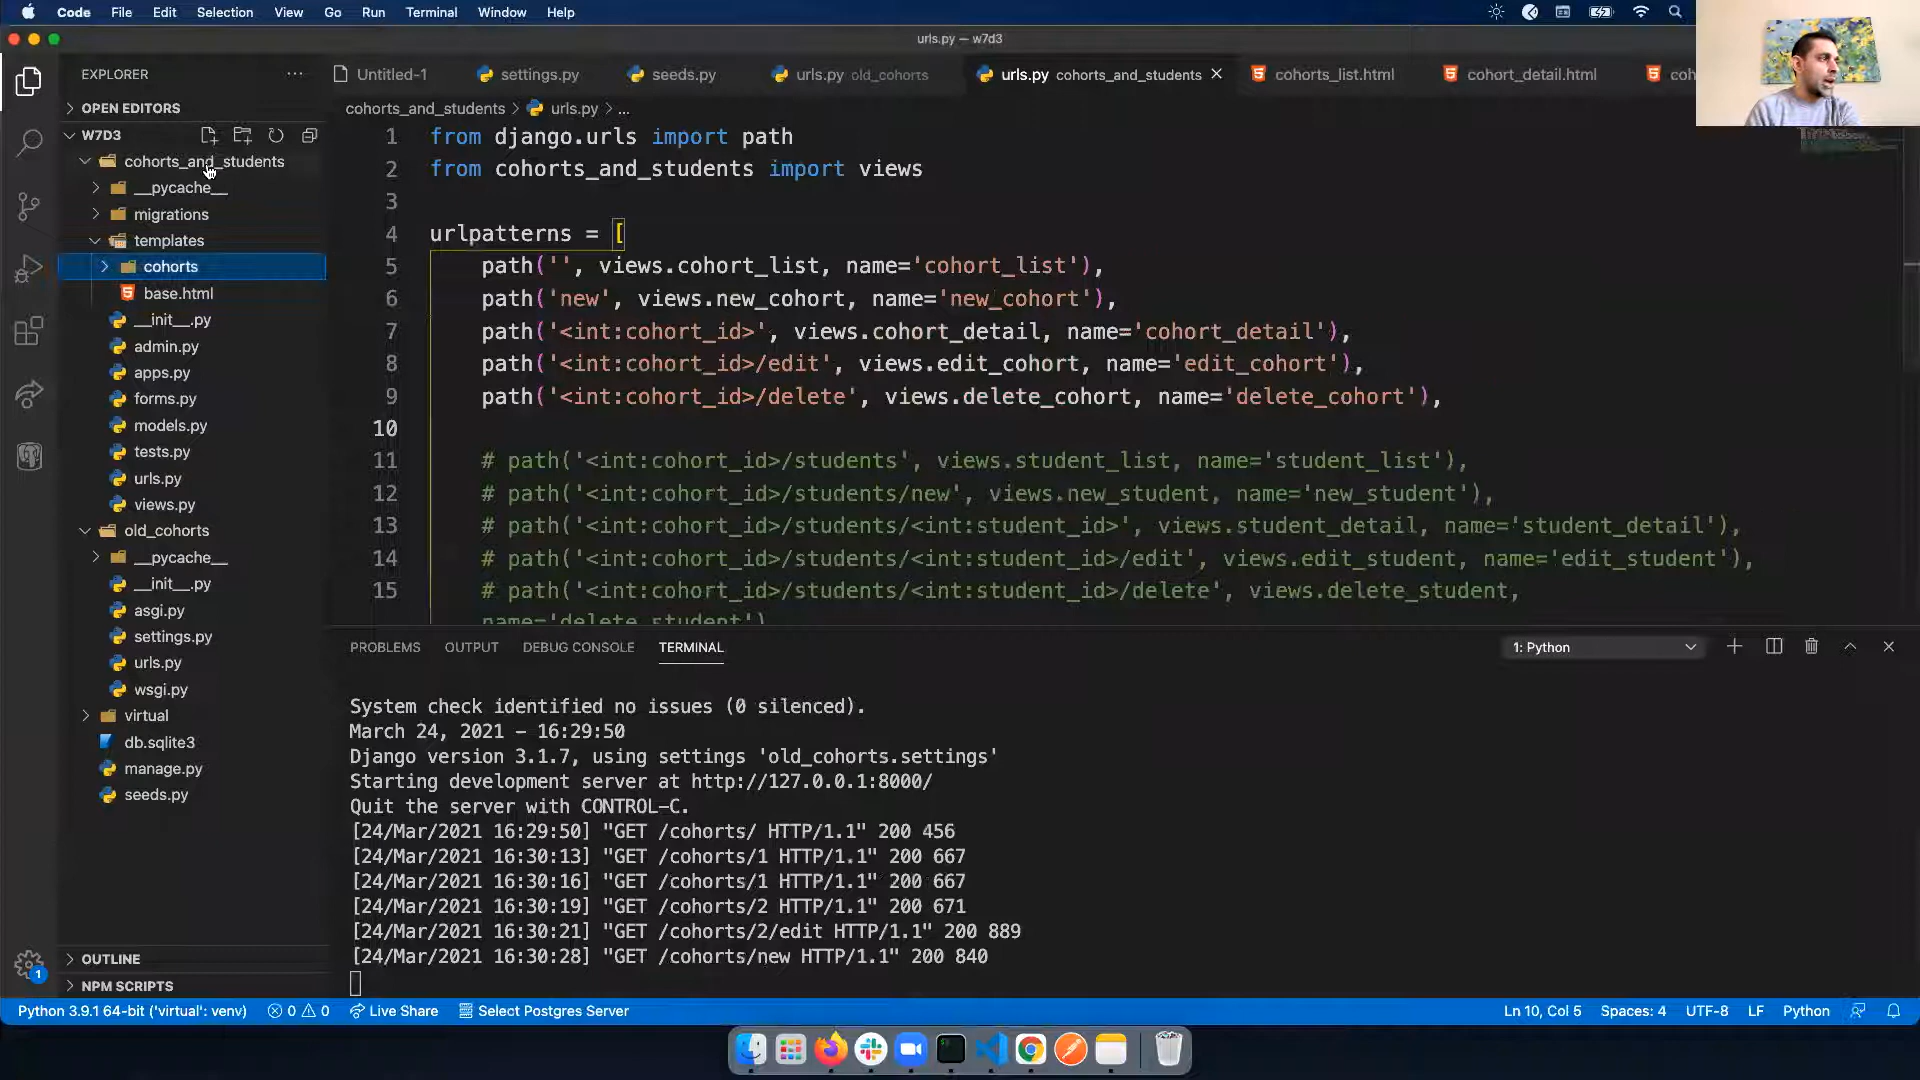 Code File Edit Selection View Go Run Terminal Window Help
urls.py — w7d3
EXPLORER
Untitled-1 settings.py seeds.py urls.py old_cohorts urls.py cohorts_and_students cohorts_list.html cohort_detail.html coh
OPEN EDITORS
W7D3
cohorts_and_students
__pycache__
migrations
templates
cohorts
base.html
__init__.py
admin.py
apps.py
forms.py
models.py
tests.py
urls.py
views.py
old_cohorts
__pycache__
__init__.py
asgi.py
settings.py
urls.py
wsgi.py
virtual
db.sqlite3
manage.py
seeds.py
OUTLINE
NPM SCRIPTS
cohorts_and_students > urls.py > ...
1 from django.urls import path
2 from cohorts_and_students import views
3
4 urlpatterns = [
5 path('', views.cohort_list, name='cohort_list'),
6 path('new', views.new_cohort, name='new_cohort'),
7 path('<int:cohort_id>', views.cohort_detail, name='cohort_detail'),
8 path('<int:cohort_id>/edit', views.edit_cohort, name='edit_cohort'),
9 path('<int:cohort_id>/delete', views.delete_cohort, name='delete_cohort'),
10
11 # path('<int:cohort_id>/students', views.student_list, name='student_list'),
12 # path('<int:cohort_id>/students/new', views.new_student, name='new_student'),
13 # path('<int:cohort_id>/students/<int:student_id>', views.student_detail, name='student_detail'),
14 # path('<int:cohort_id>/students/<int:student_id>/edit', views.edit_student, name='edit_student'),
15 # path('<int:cohort_id>/students/<int:student_id>/delete', views.delete_student,
name='delete_student')
PROBLEMS OUTPUT DEBUG CONSOLE TERMINAL 1: Python
System check identified no issues (0 silenced).
March 24, 2021 - 16:29:50
Django version 3.1.7, using settings 'old_cohorts.settings'
Starting development server at http://127.0.0.1:8000/
Quit the server with CONTROL-C.
[24/Mar/2021 16:29:50] "GET /cohorts/ HTTP/1.1" 200 456
[24/Mar/2021 16:30:13] "GET /cohorts/1 HTTP/1.1" 200 667
[24/Mar/2021 16:30:16] "GET /cohorts/1 HTTP/1.1" 200 667
[24/Mar/2021 16:30:19] "GET /cohorts/2 HTTP/1.1" 200 671
[24/Mar/2021 16:30:21] "GET /cohorts/2/edit HTTP/1.1" 200 889
[24/Mar/2021 16:30:28] "GET /cohorts/new HTTP/1.1" 200 840
1
Python 3.9.1 64-bit ('virtual': venv) 0 0 Live Share Select Postgres Server Ln 10, Col 5 Spaces: 4 UTF-8 LF Python